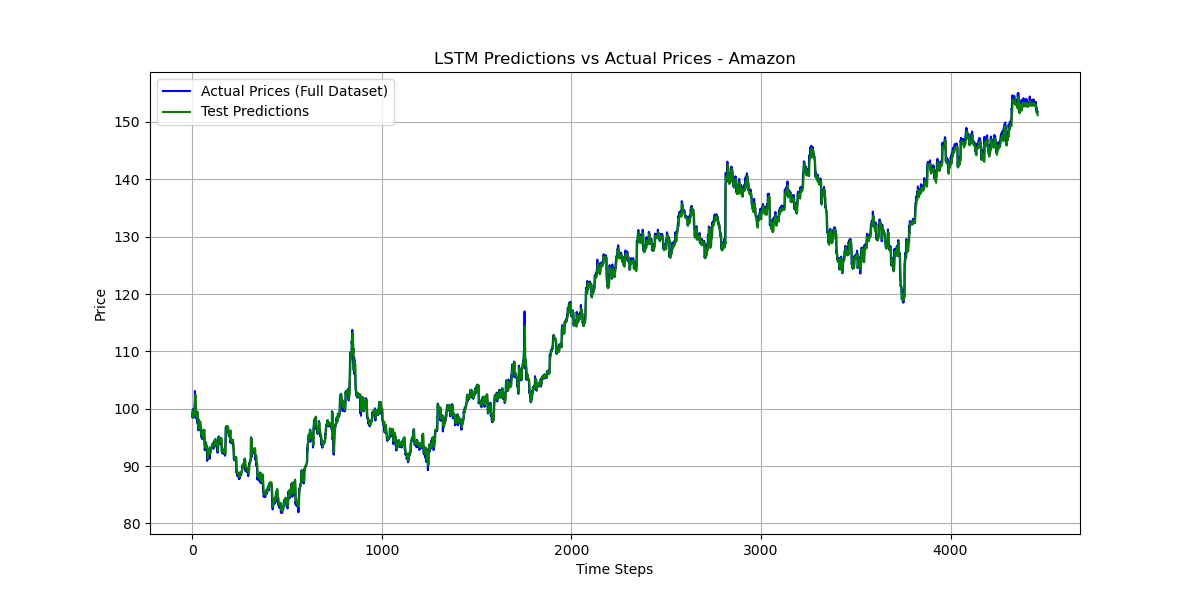 LSTM Predictions vs Actual Prices - Amazon
Actual Prices (Full Dataset)
Test Predictions
Price
150
140
130
120
110
100
90
80
0 1000 2000 3000 4000
Time Steps